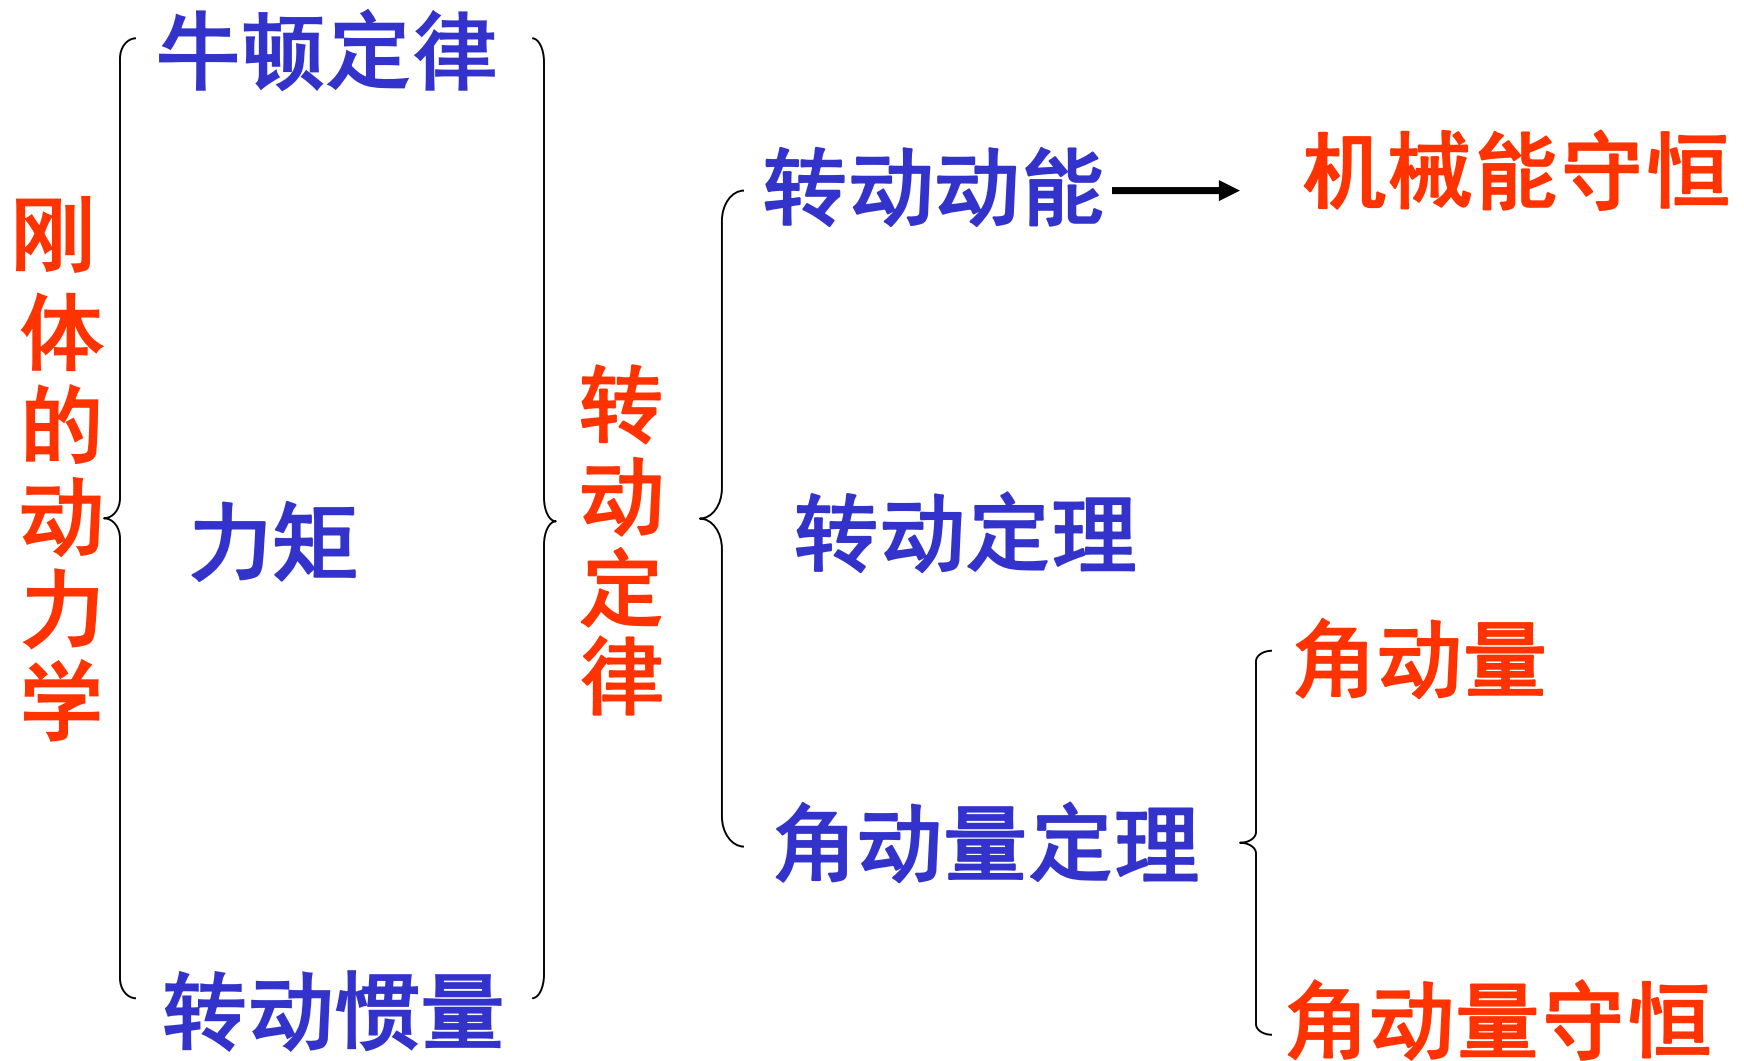 刚体的动力学
牛顿定律
力矩
转动惯量
转动定律
转动动能
机械能守恒
转动定理
角动量定理
角动量
角动量守恒